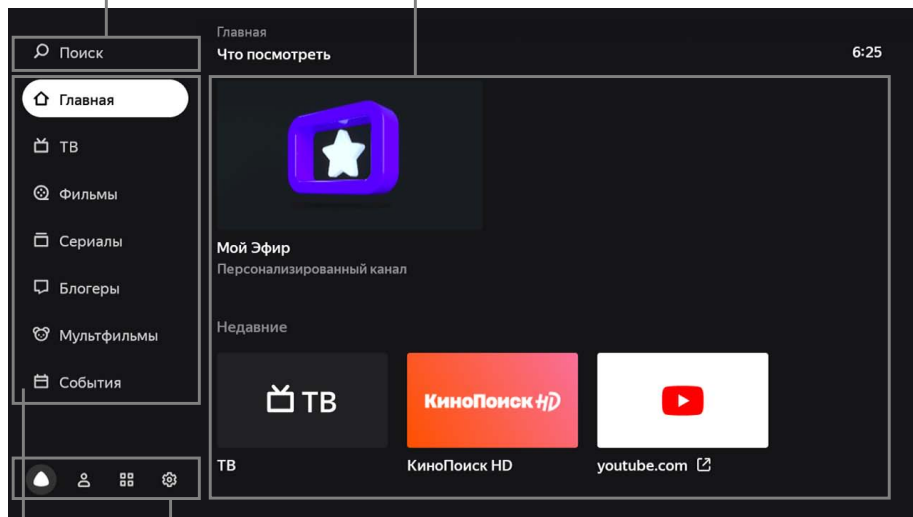 Поиск
Главная
ТВ
Фильмы
Сериалы
Блогеры
Мультфильмы
События
Главная
Что посмотреть
6:25
Мой Эфир
Персонализированный канал
Недавние
ТВ
КиноПоиск HD
ТВ
КиноПоиск HD
youtube.com